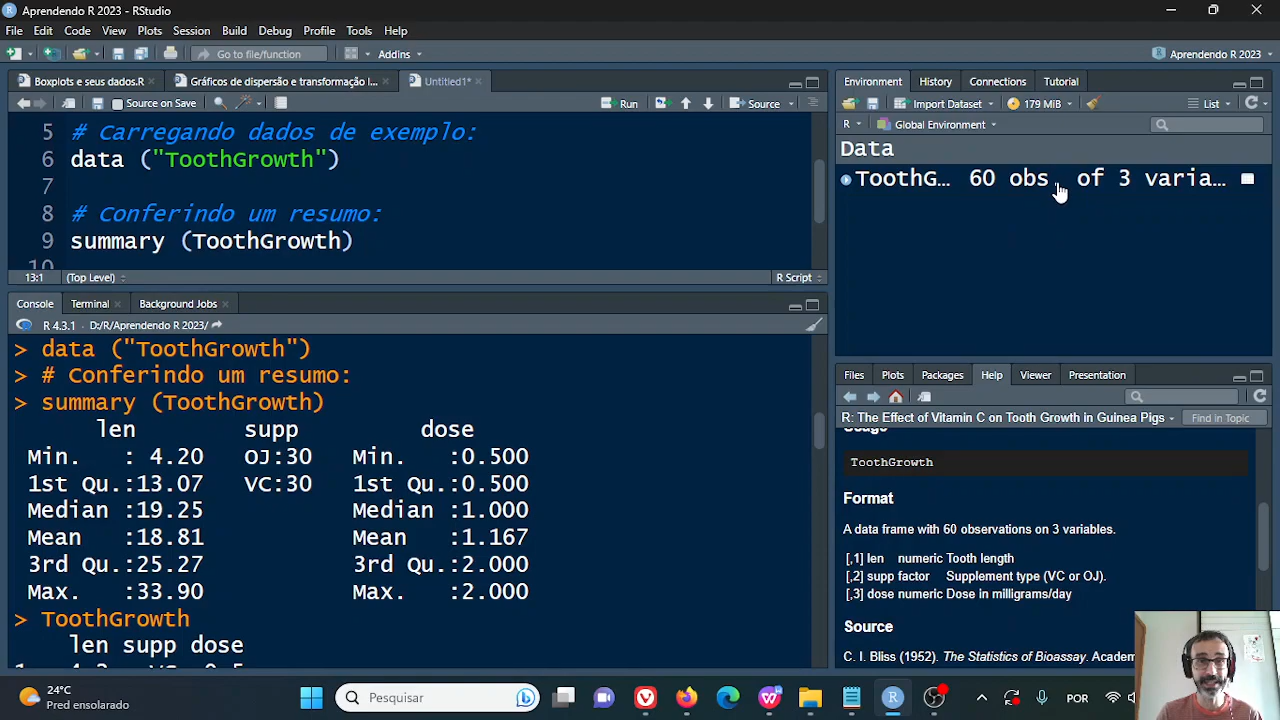 Aprendendo R 2023 - RStudio
File Edit Code View Plots Session Build Debug Profile Tools Help
Go to file/function Addins Aprendendo R 2023
Boxplots e seus dados.R Gráficos de dispersão e transformação l... Untitled1*
Source on Save Run Source
5 # Carregando dados de exemplo:
6 data ("ToothGrowth")
7
8 # Conferindo um resumo:
9 summary (ToothGrowth)
10
13:1 (Top Level) R Script
Console Terminal Background Jobs
R 4.3.1 · D:/R/Aprendendo R 2023/
> data ("ToothGrowth")
> # Conferindo um resumo:
> summary (ToothGrowth)
len supp dose
Min. : 4.20 OJ:30 Min. :0.500
1st Qu.:13.07 VC:30 1st Qu.:0.500
Median :19.25 Median :1.000
Mean :18.81 Mean :1.167
3rd Qu.:25.27 3rd Qu.:2.000
Max. :33.90 Max. :2.000
> ToothGrowth
len supp dose
Environment History Connections Tutorial
Import Dataset 179 MiB List
R Global Environment
Data
ToothG... 60 obs. of 3 varia...
Files Plots Packages Help Viewer Presentation
R: The Effect of Vitamin C on Tooth Growth in Guinea Pigs Find in Topic
Usage
ToothGrowth
Format
A data frame with 60 observations on 3 variables.
[,1] len numeric Tooth length
[,2] supp factor Supplement type (VC or OJ).
[,3] dose numeric Dose in milligrams/day
Source
C. I. Bliss (1952). The Statistics of Bioassay. Academ
24°C
Pred ensolarado
Pesquisar
POR